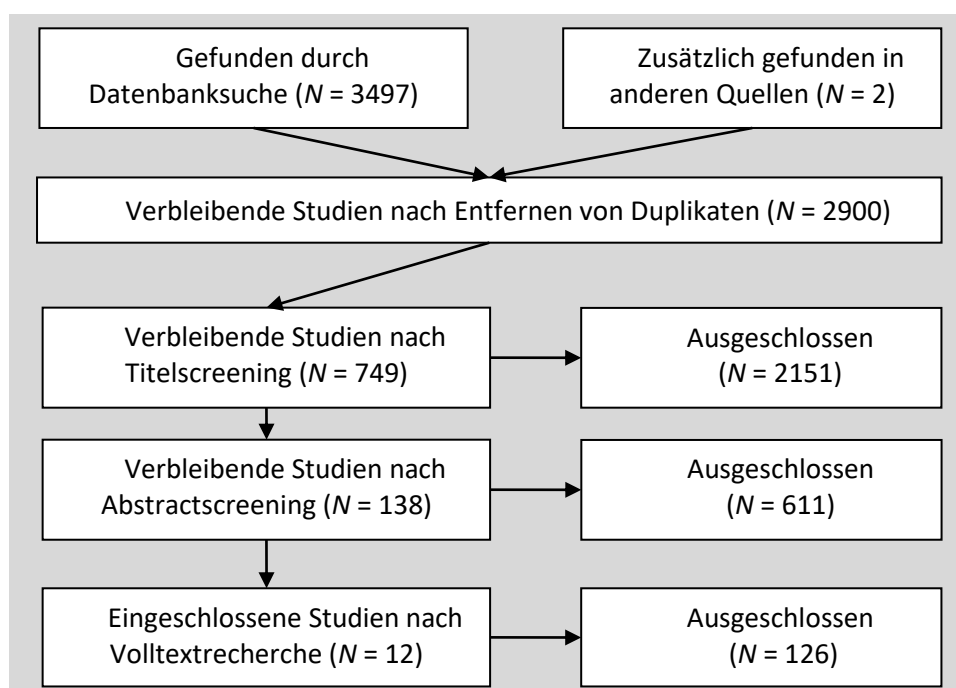 Gefunden durch
Datenbanksuche (N = 3497)
Zusätzlich gefunden in
anderen Quellen (N = 2)
Verbleibende Studien nach Entfernen von Duplikaten (N = 2900)
Verbleibende Studien nach
Titelscreening (N = 749)
Ausgeschlossen
(N = 2151)
Verbleibende Studien nach
Abstractscreening (N = 138)
Ausgeschlossen
(N = 611)
Eingeschlossene Studien nach
Volltextrecherche (N = 12)
Ausgeschlossen
(N = 126)